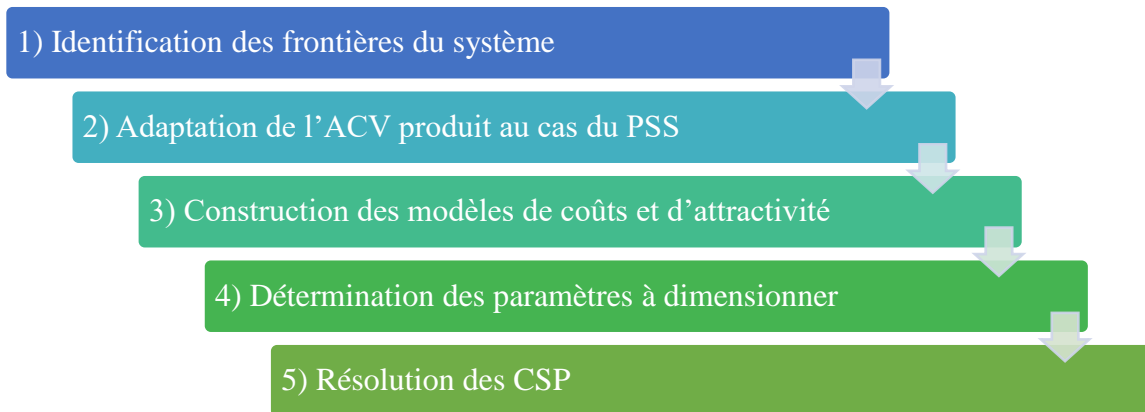 1) Identification des frontières du système
2) Adaptation de l’ACV produit au cas du PSS
3) Construction des modèles de coûts et d’attractivité
4) Détermination des paramètres à dimensionner
5) Résolution des CSP